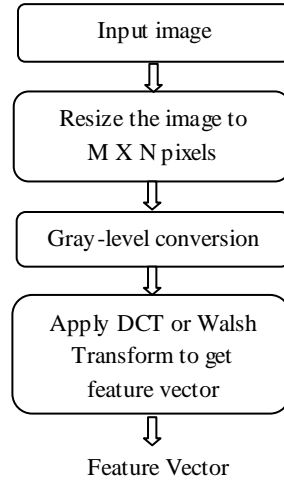 Input image
Resize the image to
M X N pixels
Gray-level conversion
Apply DCT or Walsh
Transform to get
feature vector
Feature Vector